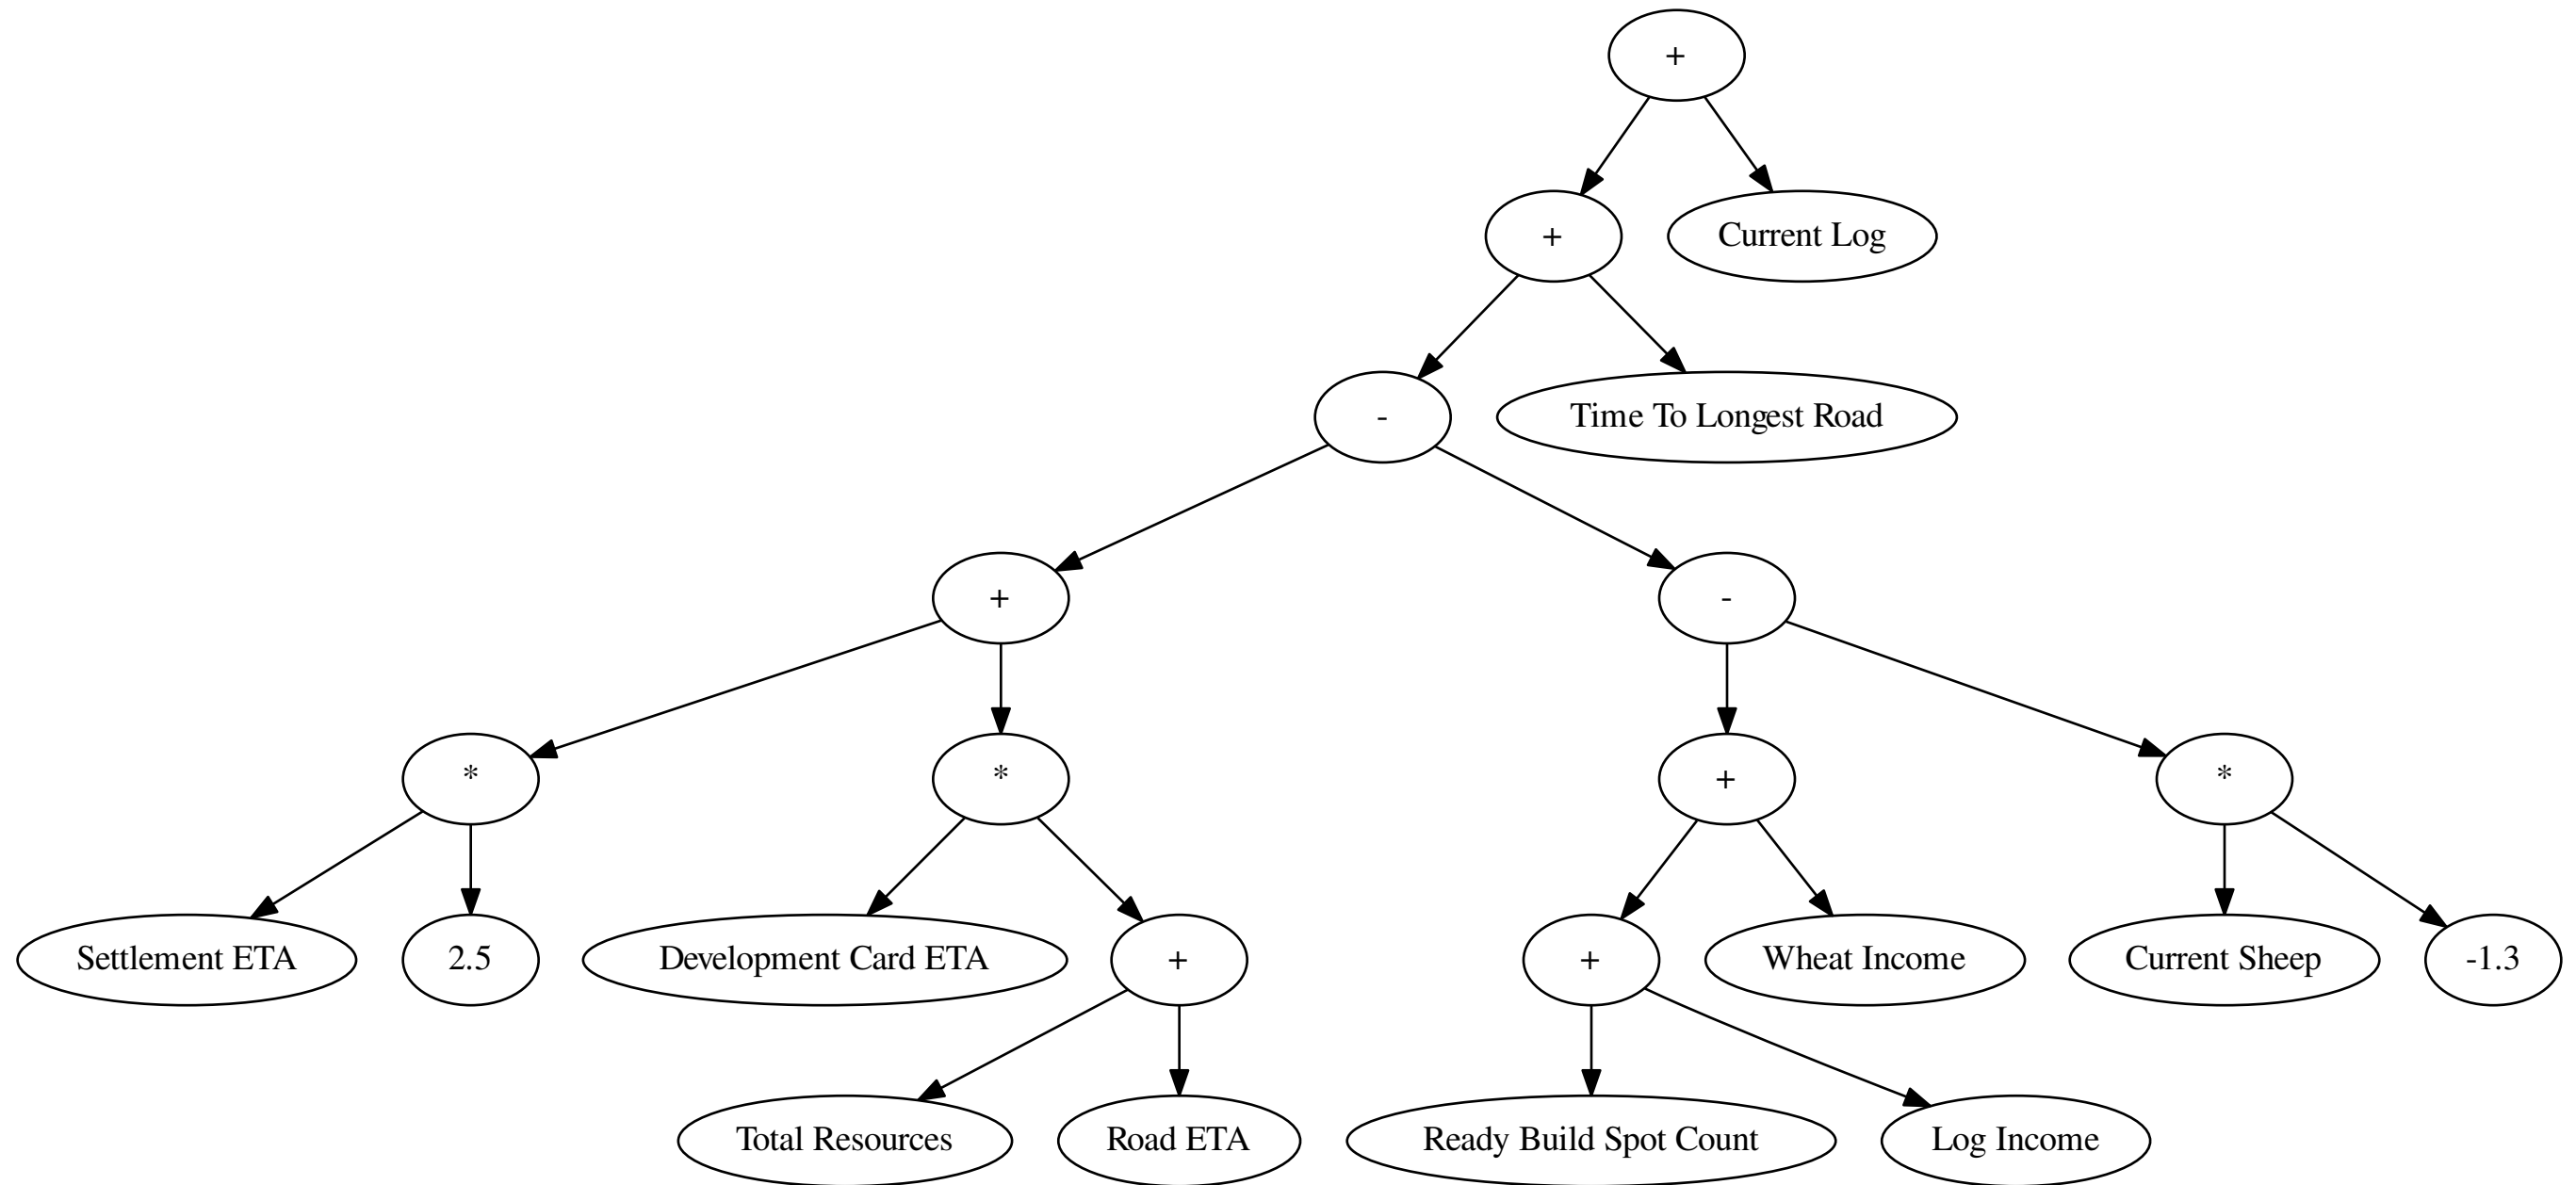 +
+
Current Log
-
Time To Longest Road
+
-
*
*
+
*
Settlement ETA
2.5
Development Card ETA
+
+
Wheat Income
Current Sheep
-1.3
Total Resources
Road ETA
Ready Build Spot Count
Log Income